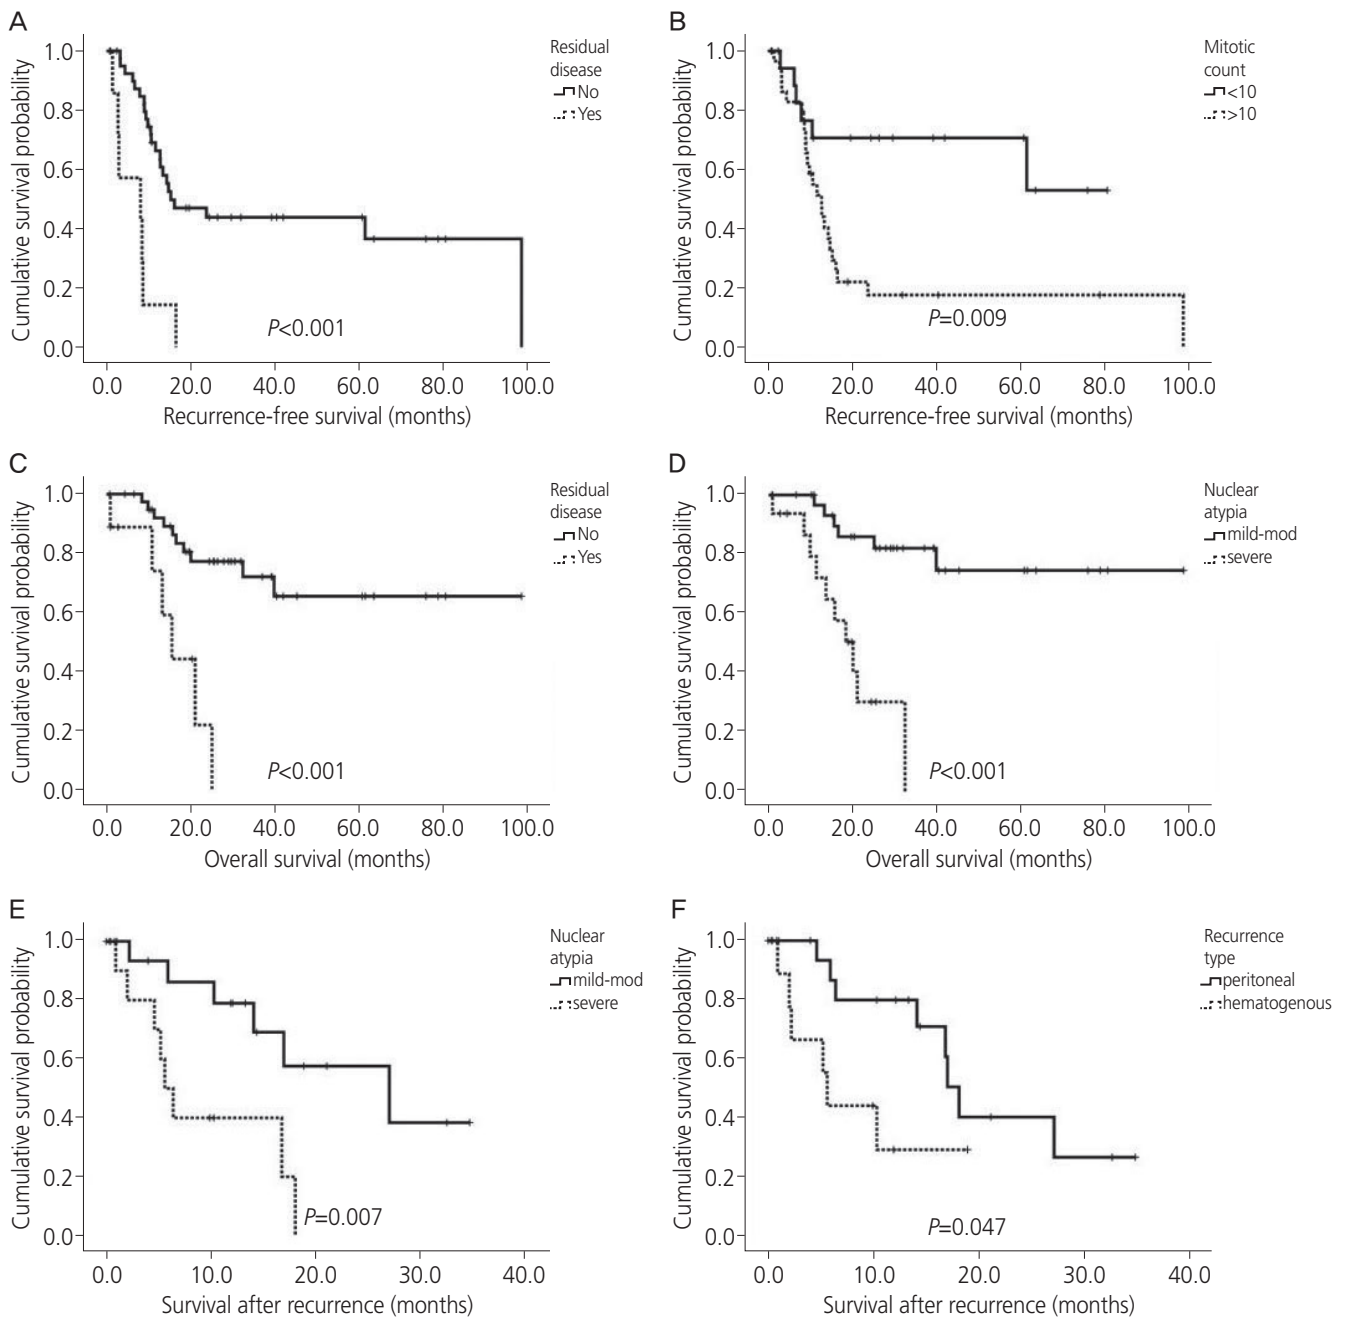 A
Cumulative survival probability
1.0
0.8
0.6
0.4
0.2
0.0
0.0 20.0 40.0 60.0 80.0 100.0
Recurrence-free survival (months)
P<0.001
Residual
disease
No
Yes
B
Cumulative survival probability
1.0
0.8
0.6
0.4
0.2
0.0
0.0 20.0 40.0 60.0 80.0 100.0
Recurrence-free survival (months)
P=0.009
Mitotic
count
<10
>10
C
Cumulative survival probability
1.0
0.8
0.6
0.4
0.2
0.0
0.0 20.0 40.0 60.0 80.0 100.0
Overall survival (months)
P<0.001
Residual
disease
No
Yes
D
Cumulative survival probability
1.0
0.8
0.6
0.4
0.2
0.0
0.0 20.0 40.0 60.0 80.0 100.0
Overall survival (months)
P<0.001
Nuclear
atypia
mild-mod
severe
E
Cumulative survival probability
1.0
0.8
0.6
0.4
0.2
0.0
0.0 10.0 20.0 30.0 40.0
Survival after recurrence (months)
P=0.007
Nuclear
atypia
mild-mod
severe
F
Cumulative survival probability
1.0
0.8
0.6
0.4
0.2
0.0
0.0 10.0 20.0 30.0 40.0
Survival after recurrence (months)
P=0.047
Recurrence
type
peritoneal
hematogenous